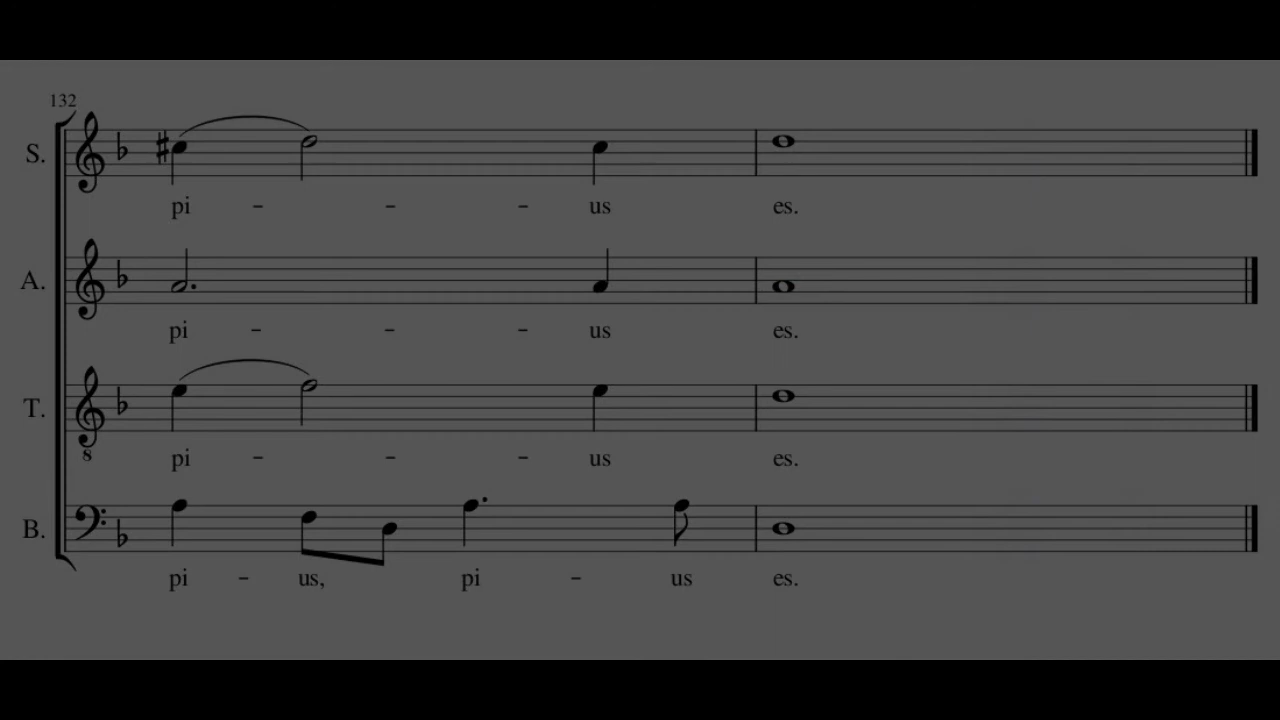 132
S.
pi - - - us es.
A.
pi - - - us es.
T.
8
pi - - - us es.
B.
pi - us, pi - us es.